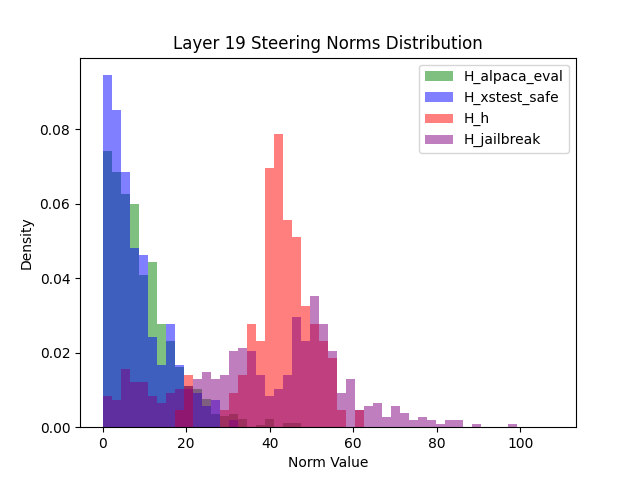 Layer 19 Steering Norms Distribution
H_alpaca_eval
H_xstest_safe
H_h
H_jailbreak
Density
0.08
0.06
0.04
0.02
0.00
0
20
40
60
80
100
Norm Value